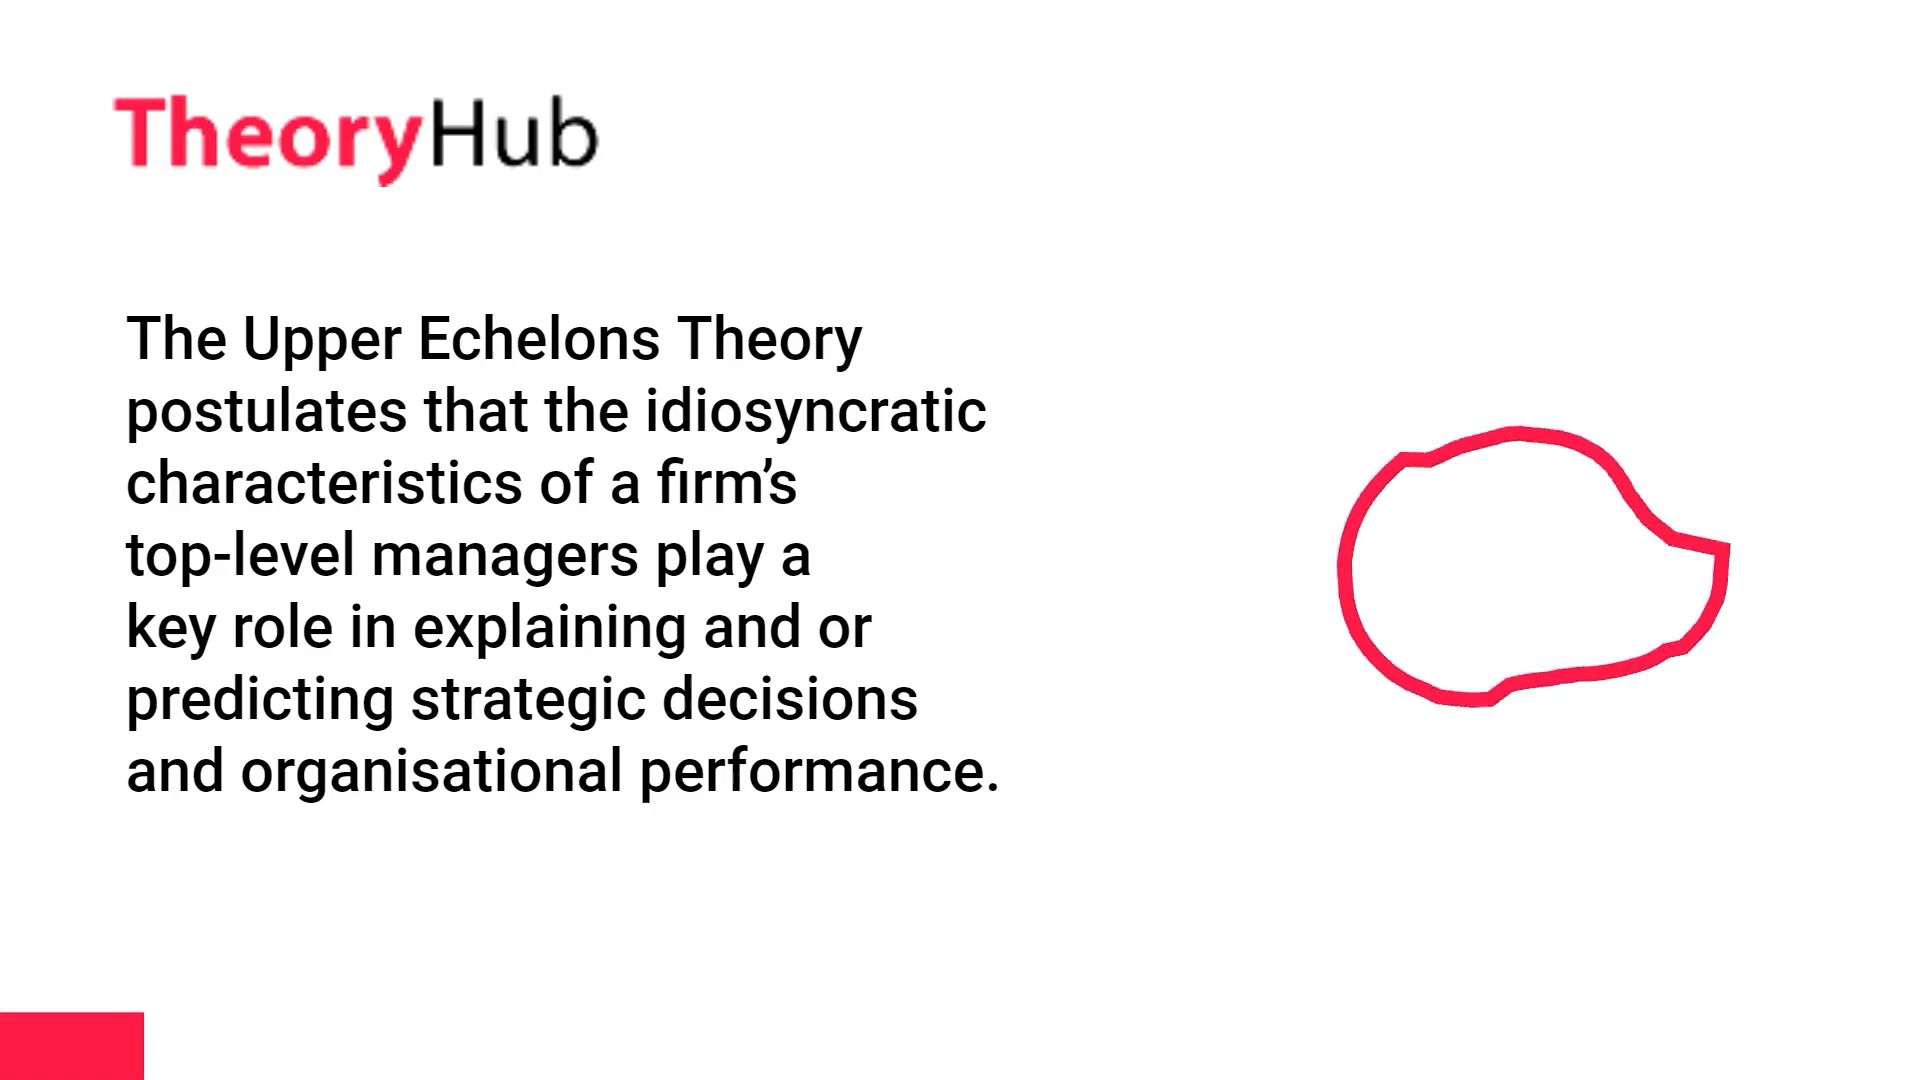 TheoryHub
The Upper Echelons Theory
postulates that the idiosyncratic
characteristics of a firm’s
top-level managers play a
key role in explaining and or
predicting strategic decisions
and organisational performance.